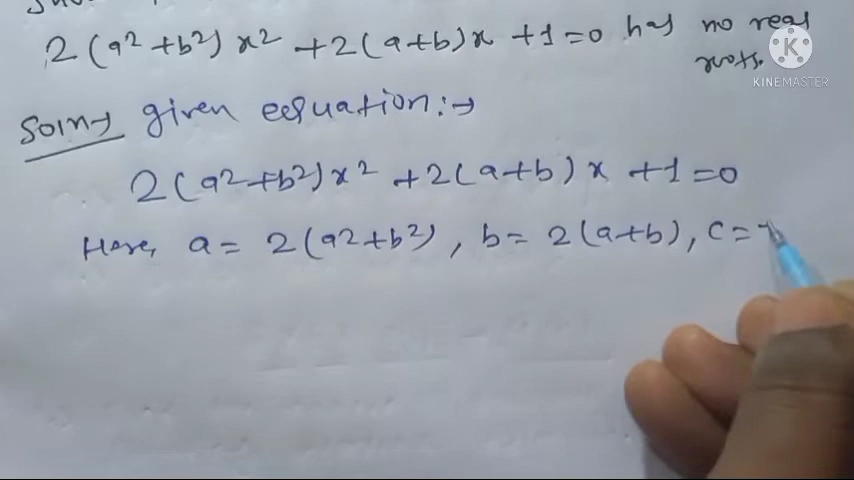 2(a²+b²)x² +2(a+b)x +1=0 has no real
roots.
K
KINEMASTER
Soln→ given equation:→
2(a²+b²)x² +2(a+b)x +1=0
Here, a= 2(a²+b²), b= 2(a+b), c=